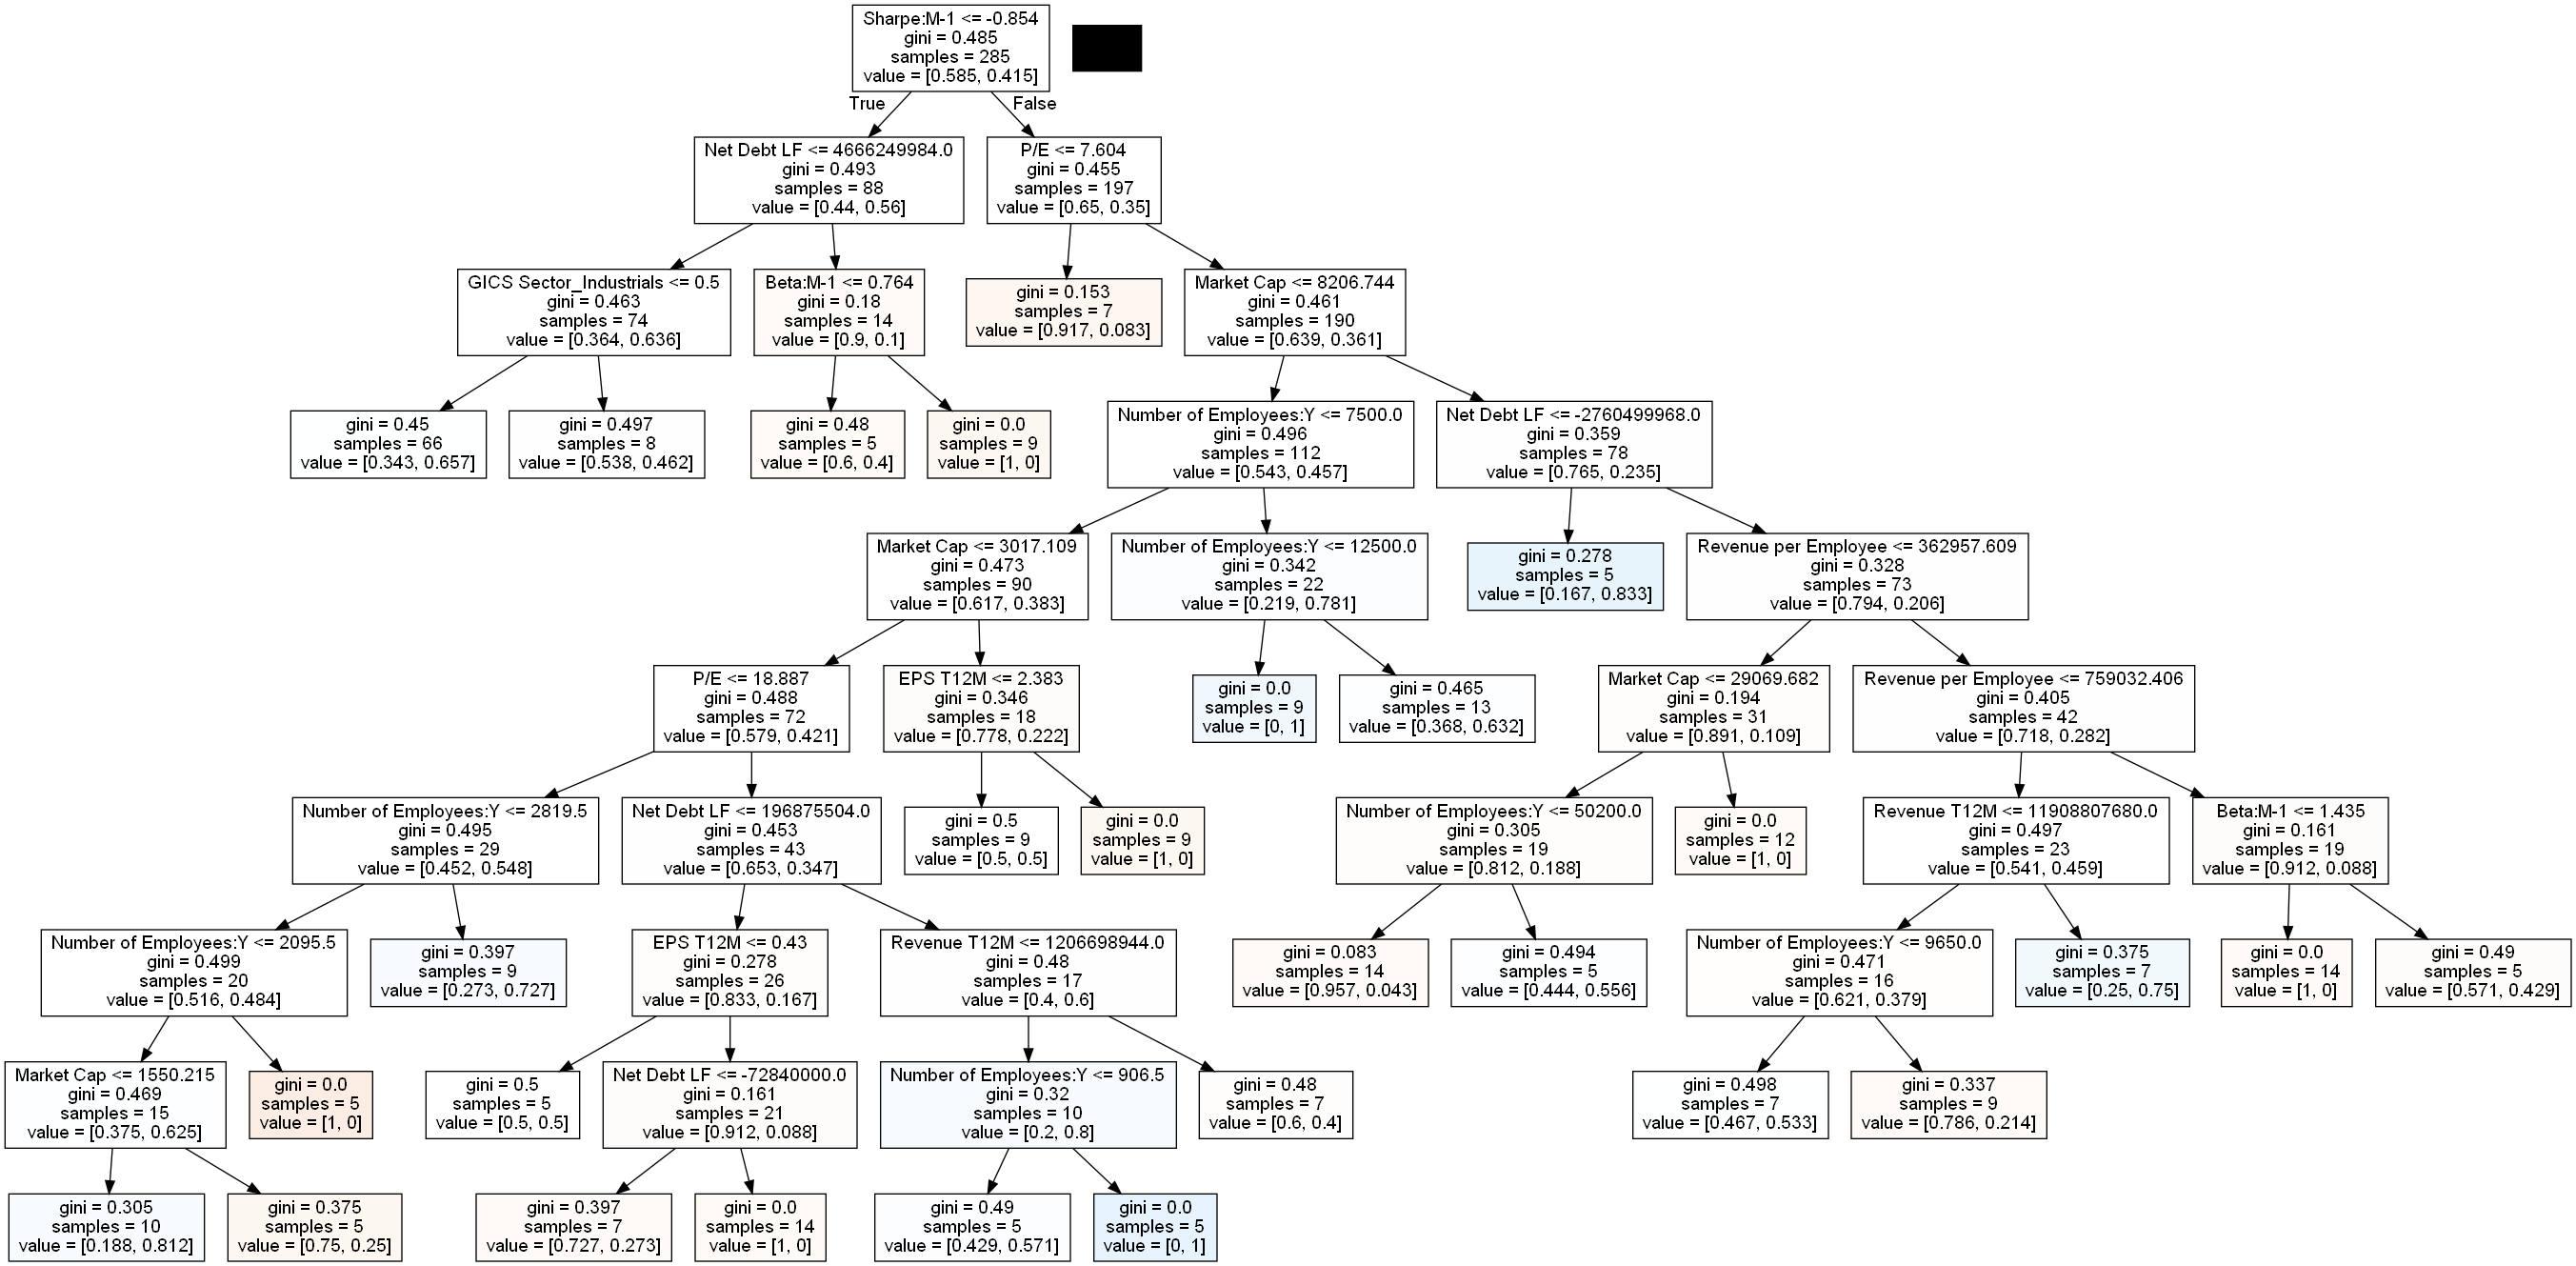 Sharpe:M-1 <= -0.854
gini = 0.485
samples = 285
value = [0.585, 0.415]
True
False
Net Debt LF <= 4666249984.0
gini = 0.493
samples = 88
value = [0.44, 0.56]
P/E <= 7.604
gini = 0.455
samples = 197
value = [0.65, 0.35]
GICS Sector_Industrials <= 0.5
gini = 0.463
samples = 74
value = [0.364, 0.636]
Beta:M-1 <= 0.764
gini = 0.18
samples = 14
value = [0.9, 0.1]
gini = 0.153
samples = 7
value = [0.917, 0.083]
Market Cap <= 8206.744
gini = 0.461
samples = 190
value = [0.639, 0.361]
gini = 0.45
samples = 66
value = [0.343, 0.657]
gini = 0.497
samples = 8
value = [0.538, 0.462]
gini = 0.48
samples = 5
value = [0.6, 0.4]
gini = 0.0
samples = 9
value = [1, 0]
Number of Employees:Y <= 7500.0
gini = 0.496
samples = 112
value = [0.543, 0.457]
Net Debt LF <= -2760499968.0
gini = 0.359
samples = 78
value = [0.765, 0.235]
Market Cap <= 3017.109
gini = 0.473
samples = 90
value = [0.617, 0.383]
Number of Employees:Y <= 12500.0
gini = 0.342
samples = 22
value = [0.219, 0.781]
gini = 0.278
samples = 5
value = [0.167, 0.833]
Revenue per Employee <= 362957.609
gini = 0.328
samples = 73
value = [0.794, 0.206]
P/E <= 18.887
gini = 0.488
samples = 72
value = [0.579, 0.421]
EPS T12M <= 2.383
gini = 0.346
samples = 18
value = [0.778, 0.222]
gini = 0.0
samples = 9
value = [0, 1]
gini = 0.465
samples = 13
value = [0.368, 0.632]
Market Cap <= 29069.682
gini = 0.194
samples = 31
value = [0.891, 0.109]
Revenue per Employee <= 759032.406
gini = 0.405
samples = 42
value = [0.718, 0.282]
Number of Employees:Y <= 2819.5
gini = 0.495
samples = 29
value = [0.452, 0.548]
Net Debt LF <= 196875504.0
gini = 0.453
samples = 43
value = [0.653, 0.347]
gini = 0.5
samples = 9
value = [0.5, 0.5]
gini = 0.0
samples = 9
value = [1, 0]
Number of Employees:Y <= 50200.0
gini = 0.305
samples = 19
value = [0.812, 0.188]
gini = 0.0
samples = 12
value = [1, 0]
Revenue T12M <= 11908807680.0
gini = 0.497
samples = 23
value = [0.541, 0.459]
Beta:M-1 <= 1.435
gini = 0.161
samples = 19
value = [0.912, 0.088]
Number of Employees:Y <= 2095.5
gini = 0.499
samples = 20
value = [0.516, 0.484]
gini = 0.397
samples = 9
value = [0.273, 0.727]
EPS T12M <= 0.43
gini = 0.278
samples = 26
value = [0.833, 0.167]
Revenue T12M <= 1206698944.0
gini = 0.48
samples = 17
value = [0.4, 0.6]
gini = 0.083
samples = 14
value = [0.957, 0.043]
gini = 0.494
samples = 5
value = [0.444, 0.556]
Number of Employees:Y <= 9650.0
gini = 0.471
samples = 16
value = [0.621, 0.379]
gini = 0.375
samples = 7
value = [0.25, 0.75]
gini = 0.0
samples = 14
value = [1, 0]
gini = 0.49
samples = 5
value = [0.571, 0.429]
Market Cap <= 1550.215
gini = 0.469
samples = 15
value = [0.375, 0.625]
gini = 0.0
samples = 5
value = [1, 0]
gini = 0.5
samples = 5
value = [0.5, 0.5]
Net Debt LF <= -72840000.0
gini = 0.161
samples = 21
value = [0.912, 0.088]
Number of Employees:Y <= 906.5
gini = 0.32
samples = 10
value = [0.2, 0.8]
gini = 0.48
samples = 7
value = [0.6, 0.4]
gini = 0.498
samples = 7
value = [0.467, 0.533]
gini = 0.337
samples = 9
value = [0.786, 0.214]
gini = 0.305
samples = 10
value = [0.188, 0.812]
gini = 0.375
samples = 5
value = [0.75, 0.25]
gini = 0.397
samples = 7
value = [0.727, 0.273]
gini = 0.0
samples = 14
value = [1, 0]
gini = 0.49
samples = 5
value = [0.429, 0.571]
gini = 0.0
samples = 5
value = [0, 1]